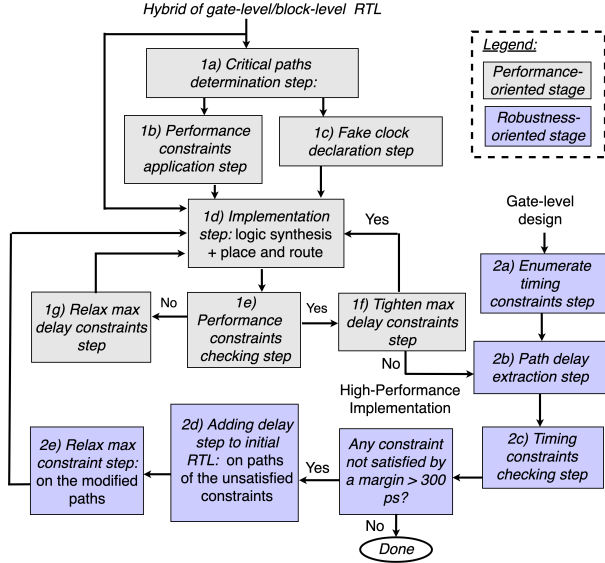 Hybrid of gate-level/block-level RTL
Legend:
Performance-
oriented stage
Robustness-
oriented stage
1a) Critical paths
determination step:
1b) Performance
constraints
application step
1c) Fake clock
declaration step
1d) Implementation
step: logic synthesis
+ place and route
Yes
Gate-level
design
2a) Enumerate
timing
constraints step
1g) Relax max
delay constraints
step
No
1e)
Performance
constraints
checking step
Yes
1f) Tighten max
delay constraints
step
No
2b) Path delay
extraction step
High-Performance
Implementation
2e) Relax max
constraint step:
on the modified
paths
2d) Adding delay
step to initial
RTL: on paths
of the unsatisfied
constraints
Yes
Any constraint
not satisfied by
a margin > 300
ps?
2c) Timing
constraints
checking step
No
Done